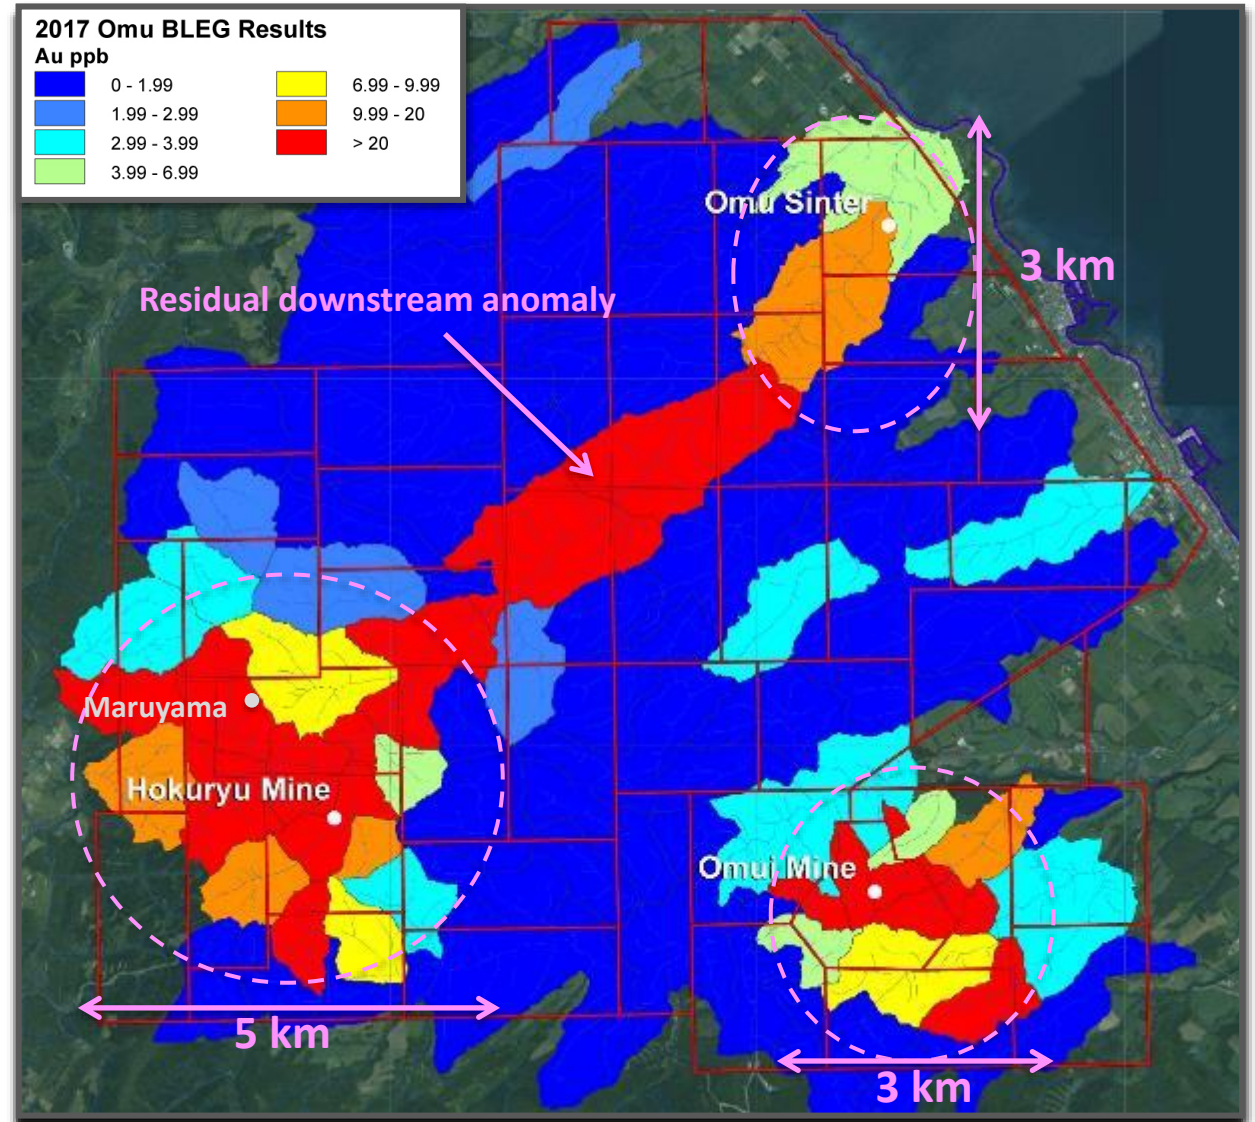 2017 Omu BLEG Results
Au ppb
0 - 1.99
1.99 - 2.99
2.99 - 3.99
3.99 - 6.99
6.99 - 9.99
9.99 - 20
> 20
Omu Sinter
3 km
Residual downstream anomaly
Maruyama
Hokuryu Mine
Omui Mine
5 km
3 km